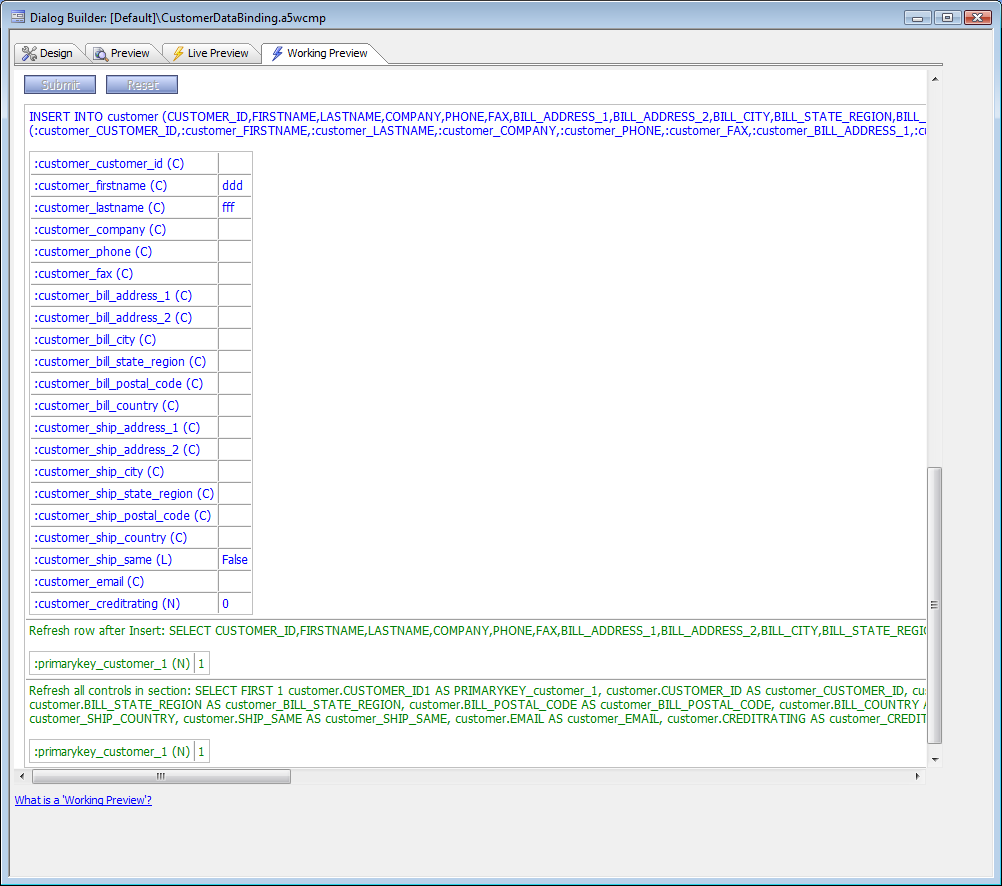 Dialog Builder: [Default]\CustomerDataBinding.a5wcmp
Design Preview Live Preview Working Preview
Submit Reset
INSERT INTO customer (CUSTOMER_ID,FIRSTNAME,LASTNAME,COMPANY,PHONE,FAX,BILL_ADDRESS_1,BILL_ADDRESS_2,BILL_CITY,BILL_STATE_REGION,BILL_
(:customer_CUSTOMER_ID,:customer_FIRSTNAME,:customer_LASTNAME,:customer_COMPANY,:customer_PHONE,:customer_FAX,:customer_BILL_ADDRESS_1,:cu
:customer_customer_id (C)
:customer_firstname (C) ddd
:customer_lastname (C) fff
:customer_company (C)
:customer_phone (C)
:customer_fax (C)
:customer_bill_address_1 (C)
:customer_bill_address_2 (C)
:customer_bill_city (C)
:customer_bill_state_region (C)
:customer_bill_postal_code (C)
:customer_bill_country (C)
:customer_ship_address_1 (C)
:customer_ship_address_2 (C)
:customer_ship_city (C)
:customer_ship_state_region (C)
:customer_ship_postal_code (C)
:customer_ship_country (C)
:customer_ship_same (L) False
:customer_email (C)
:customer_creditrating (N) 0
Refresh row after Insert: SELECT CUSTOMER_ID,FIRSTNAME,LASTNAME,COMPANY,PHONE,FAX,BILL_ADDRESS_1,BILL_ADDRESS_2,BILL_CITY,BILL_STATE_REGI
:primarykey_customer_1 (N) 1
Refresh all controls in section: SELECT FIRST 1 customer.CUSTOMER_ID1 AS PRIMARYKEY_customer_1, customer.CUSTOMER_ID AS customer_CUSTOMER_ID, cu
customer.BILL_STATE_REGION AS customer_BILL_STATE_REGION, customer.BILL_POSTAL_CODE AS customer_BILL_POSTAL_CODE, customer.BILL_COUNTRY A
customer_SHIP_COUNTRY, customer.SHIP_SAME AS customer_SHIP_SAME, customer.EMAIL AS customer_EMAIL, customer.CREDITRATING AS customer_CREDIT
:primarykey_customer_1 (N) 1
What is a 'Working Preview'?